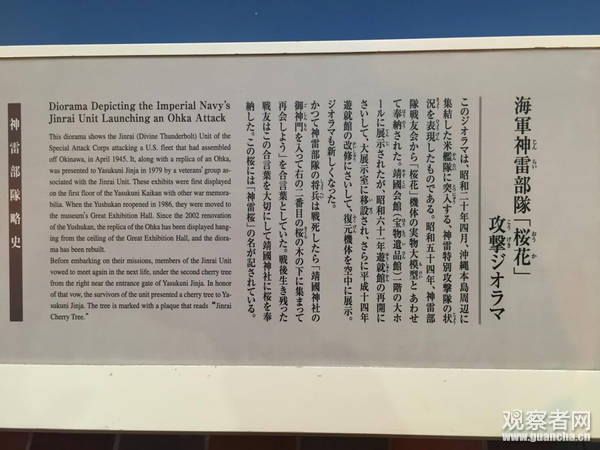 海軍神雷部隊「桜花」
攻撃ジオラマ
このジオラマは、昭和二十年四月、沖縄本島周辺に
集結した米艦隊に突入する、神雷特別攻撃隊の状
況を表現したものである。昭和五十四年、神雷部
隊戦友会から「桜花」機体の実物大模型と あわせ
て奉納された。靖國会館(宝物遺品館)一階の大ホ
ールに展示されたが、昭和六十一年遊就館の再開に
さいして、大展示室に移設され、さらに平成十四年
遊就館の改修にさいして、復元機体を空中に展示。
ジオラマも新しくなった。
かつて神雷部隊の将兵は戦死したら「靖國神社の
御神門を入って右の二番目の桜の木の下に集まって
再会しよう」を合言葉としていた。戦後生き残った
戦友はこの合言葉を大切にして靖國神社に桜を奉
納した。この桜には「神雷桜」の名が記されている。
Diorama Depicting the Imperial Navy's
Jinrai Unit Launching an Ohka Attack
This diorama shows the Jinrai (Divine Thunderbolt) Unit of the
Special Attack Corps attacking a U.S. fleet that had assembled
off Okinawa, in April 1945. It, along with a replica of an Ohka,
was presented to Yasukuni Jinja in 1979 by a veterans' group as-
sociated with the Jinrai Unit. These exhibits were first displayed
on the first floor of the Yasukuni Kaikan with other war memora-
bilia. When the Yushukan reopened in 1986, they were moved
to the museum's Great Exhibition Hall. Since the 2002 renovation
of the Yushukan, the replica of the Ohka has been displayed hang-
ing from the ceiling of the Great Exhibition Hall, and the diora-
ma has been rebuilt.
Before embarking on their missions, members of the Jinrai Unit
vowed to meet again in the next life, under the second cherry tree
from the right near the entrance gate of Yasukuni Jinja. In honor
of that vow, the survivors of the unit presented a cherry tree to Ya-
sukuni Jinja. The tree is marked with a plaque that reads "Jinrai
Cherry Tree."
神雷部隊略史
观察者网
www.guancha.cn